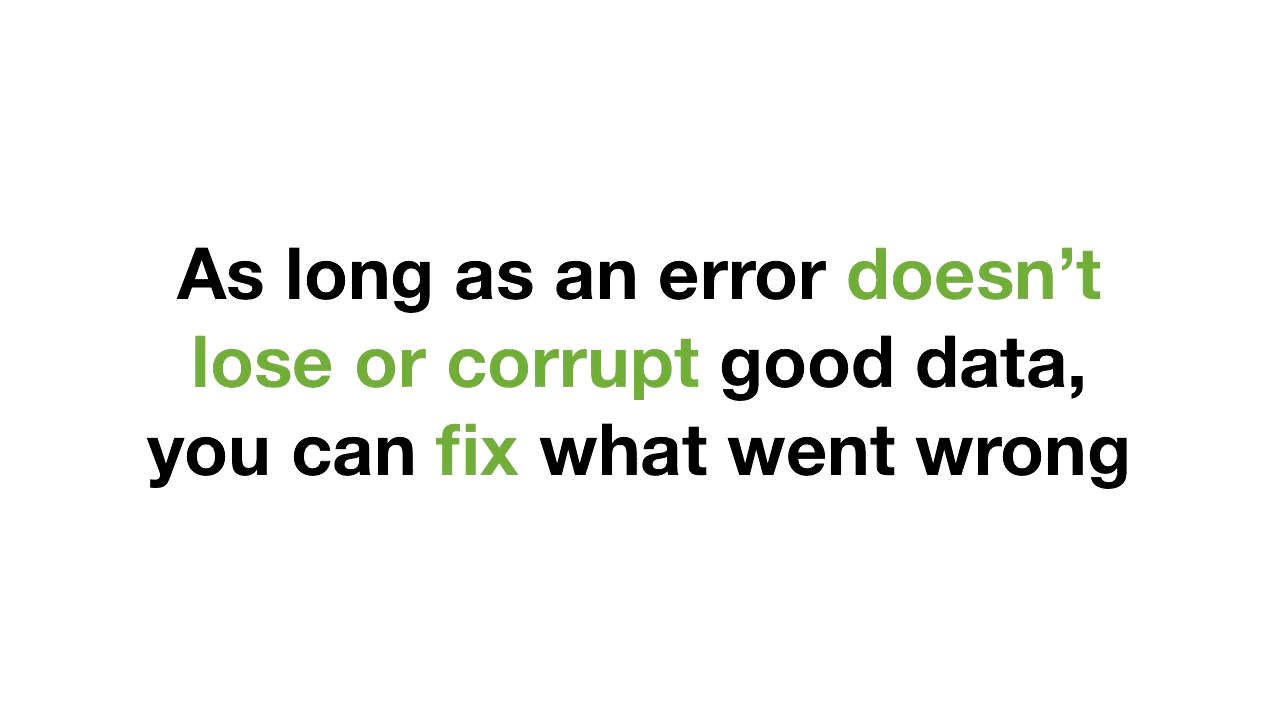 As long as an error doesn’t
lose or corrupt good data,
you can fix what went wrong